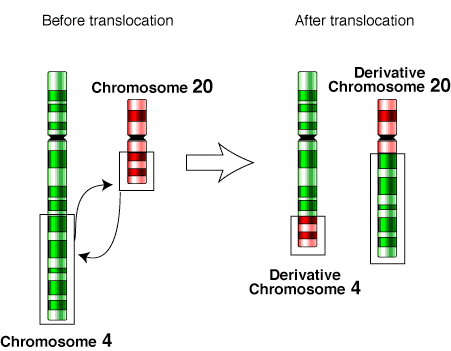 Before translocation
After translocation
Chromosome 20
Derivative
Chromosome 20
Derivative
Chromosome 4
Chromosome 4